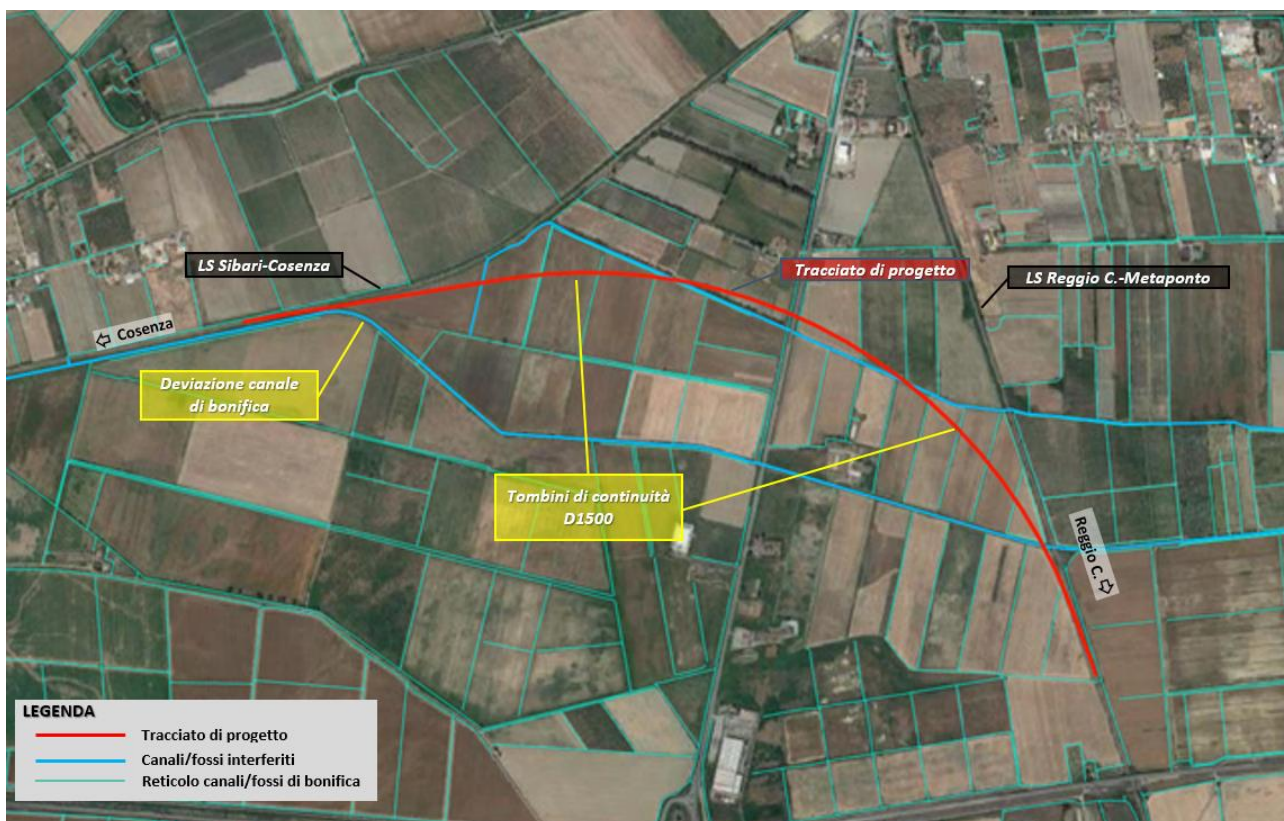 LS Sibari-Cosenza
Tracciato di progetto
LS Reggio C.-Metaponto
Cosenza
Deviazione canale
di bonifica
Tombini di continuità
D1500
Reggio C.
LEGENDA
Tracciato di progetto
Canali/fossi interferiti
Reticolo canali/fossi di bonifica